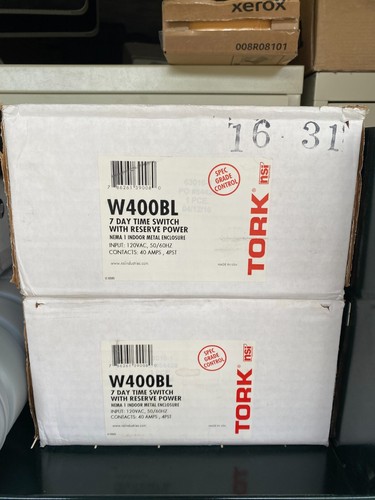 xerox
008R08101
16 31
SPEC
GRADE
CONTROL
W400BL
7 DAY TIME SWITCH
WITH RESERVE POWER
NEMA 1 INDOOR METAL ENCLOSURE
INPUT: 120VAC, 50/60HZ
CONTACTS: 40 AMPS , 4PST
TORK
nsi
SPEC
GRADE
CONTROL
W400BL
7 DAY TIME SWITCH
WITH RESERVE POWER
NEMA 1 INDOOR METAL ENCLOSURE
INPUT: 120VAC, 50/60HZ
CONTACTS: 40 AMPS , 4PST
TORK
nsi